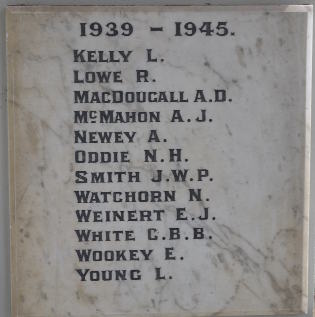 1939 - 1945.
KELLY L.
LOWE R.
MACDOUGALL A.D.
McMAHON A.J.
NEWEY A.
ODDIE N.H.
SMITH J.W.P.
WATCHORN N.
WEINERT E.J.
WHITE C.B.B.
WOOKEY E.
YOUNG L.